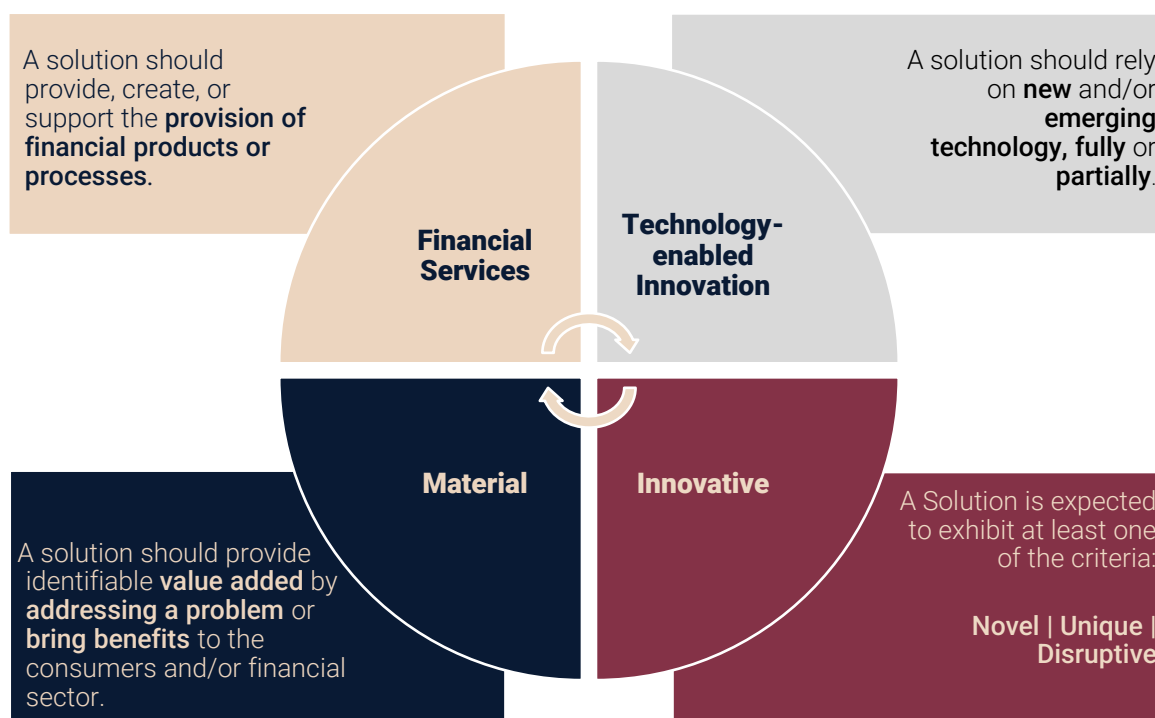 A solution should
provide, create, or
support the provision of
financial products or
processes.
A solution should rely
on new and/or
emerging
technology, fully or
partially.
Financial
Services
Technology-
enabled
Innovation
Material
Innovative
A solution should provide
identifiable value added by
addressing a problem or
bring benefits to the
consumers and/or financial
sector.
A Solution is expected
to exhibit at least one
of the criteria:
Novel | Unique |
Disruptive